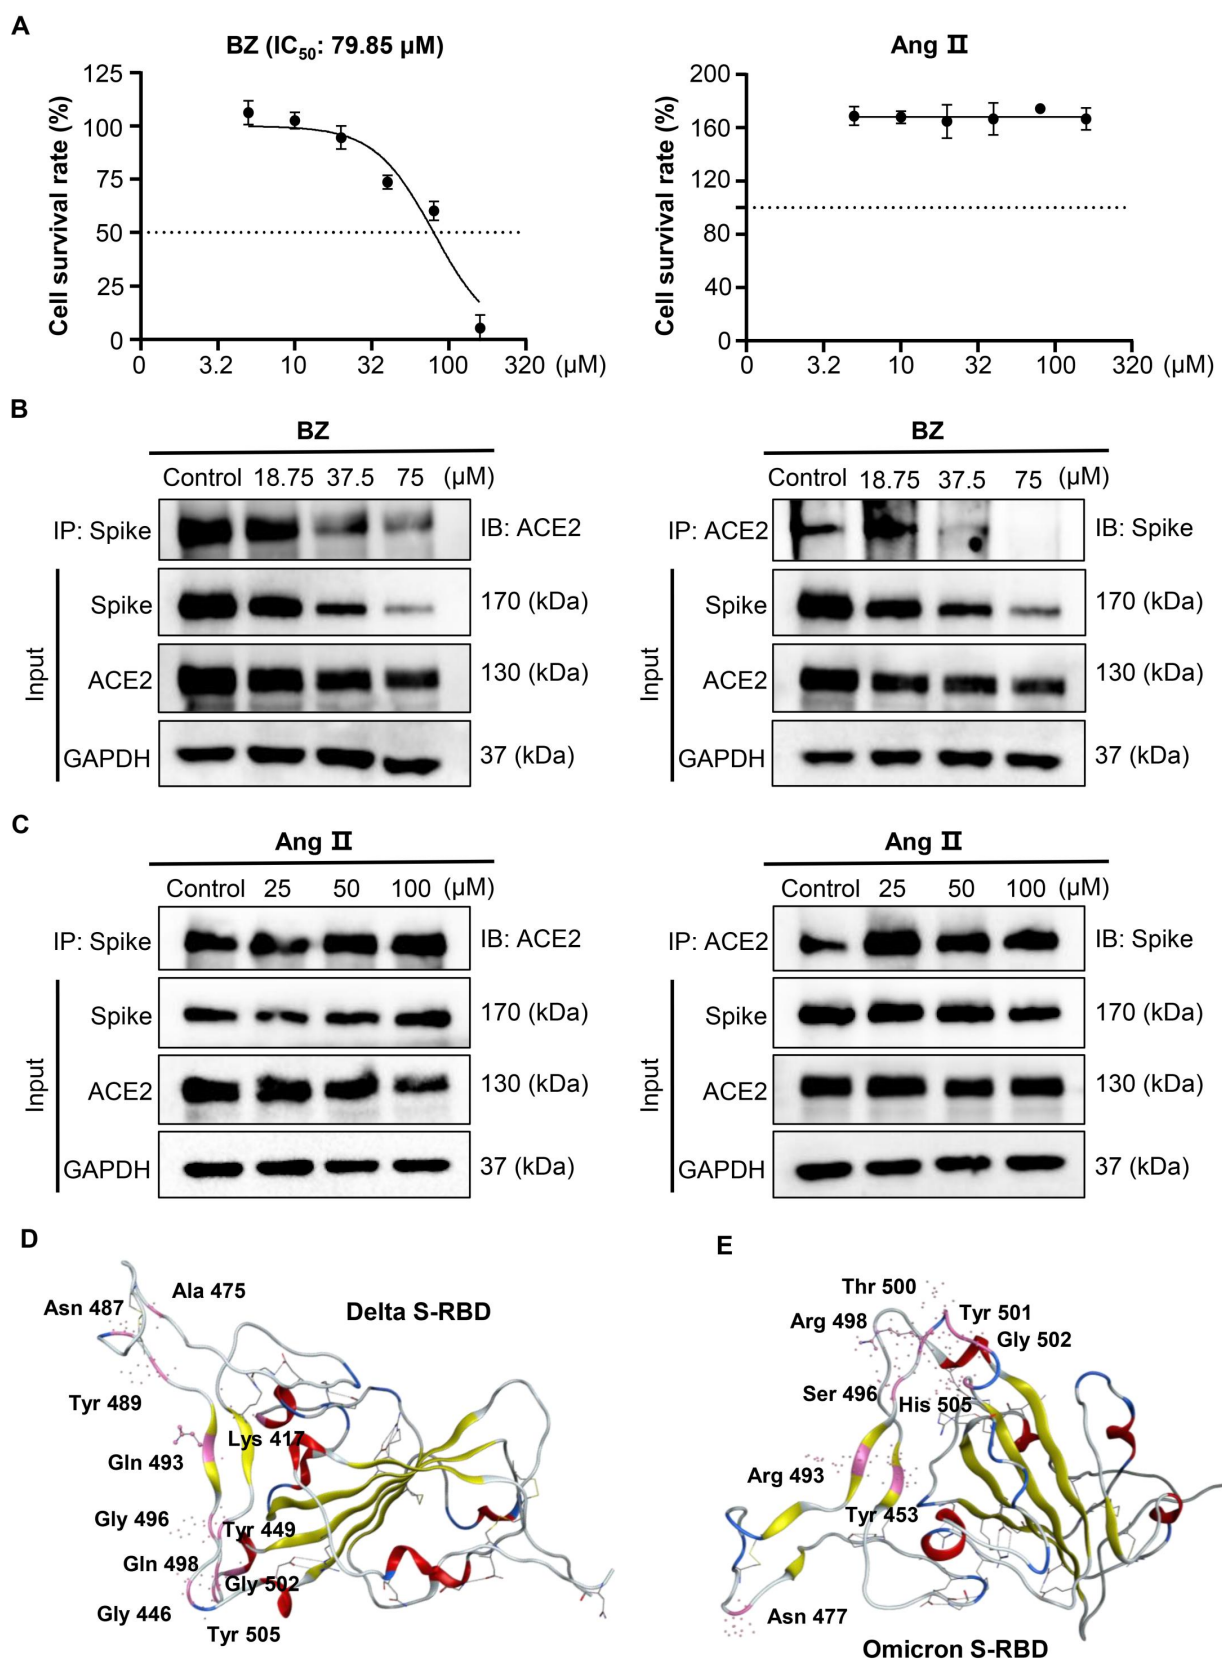 A
BZ (IC50: 79.85 μM)
Cell survival rate (%)
125
100
75
50
25
0
0 3.2 10 32 100 320 (μM)
Ang Ⅱ
Cell survival rate (%)
200
160
120
80
40
0
0 3.2 10 32 100 320 (μM)
B
BZ
Control 18.75 37.5 75 (μM)
IP: Spike IB: ACE2
Input
Spike 170 (kDa)
ACE2 130 (kDa)
GAPDH 37 (kDa)
BZ
Control 18.75 37.5 75 (μM)
IP: ACE2 IB: Spike
Input
Spike 170 (kDa)
ACE2 130 (kDa)
GAPDH 37 (kDa)
C
Ang Ⅱ
Control 25 50 100 (μM)
IP: Spike IB: ACE2
Input
Spike 170 (kDa)
ACE2 130 (kDa)
GAPDH 37 (kDa)
Ang Ⅱ
Control 25 50 100 (μM)
IP: ACE2 IB: Spike
Input
Spike 170 (kDa)
ACE2 130 (kDa)
GAPDH 37 (kDa)
D
Delta S-RBD
Ala 475
Asn 487
Tyr 489
Lys 417
Gln 493
Gly 496
Tyr 449
Gln 498
Gly 502
Gly 446
Tyr 505
E
Thr 500
Arg 498
Tyr 501
Gly 502
Ser 496
His 505
Arg 493
Tyr 453
Asn 477
Omicron S-RBD